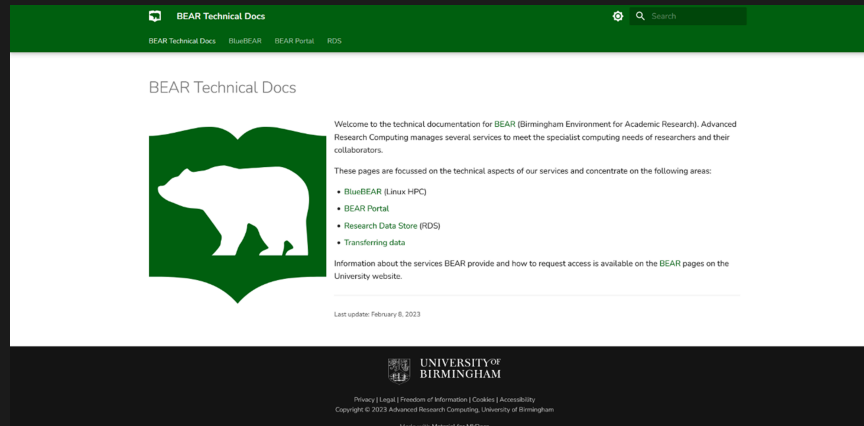 BEAR Technical Docs
Search
BEAR Technical Docs BlueBEAR BEAR Portal RDS
BEAR Technical Docs
Welcome to the technical documentation for BEAR (Birmingham Environment for Academic Research). Advanced
Research Computing manages several services to meet the specialist computing needs of researchers and their
collaborators.
These pages are focussed on the technical aspects of our services and concentrate on the following areas:
• BlueBEAR (Linux HPC)
• BEAR Portal
• Research Data Store (RDS)
• Transferring data
Information about the services BEAR provide and how to request access is available on the BEAR pages on the
University website.
Last update: February 8, 2023
UNIVERSITY OF
BIRMINGHAM
Privacy | Legal | Freedom of Information | Cookies | Accessibility
Copyright © 2023 Advanced Research Computing, University of Birmingham